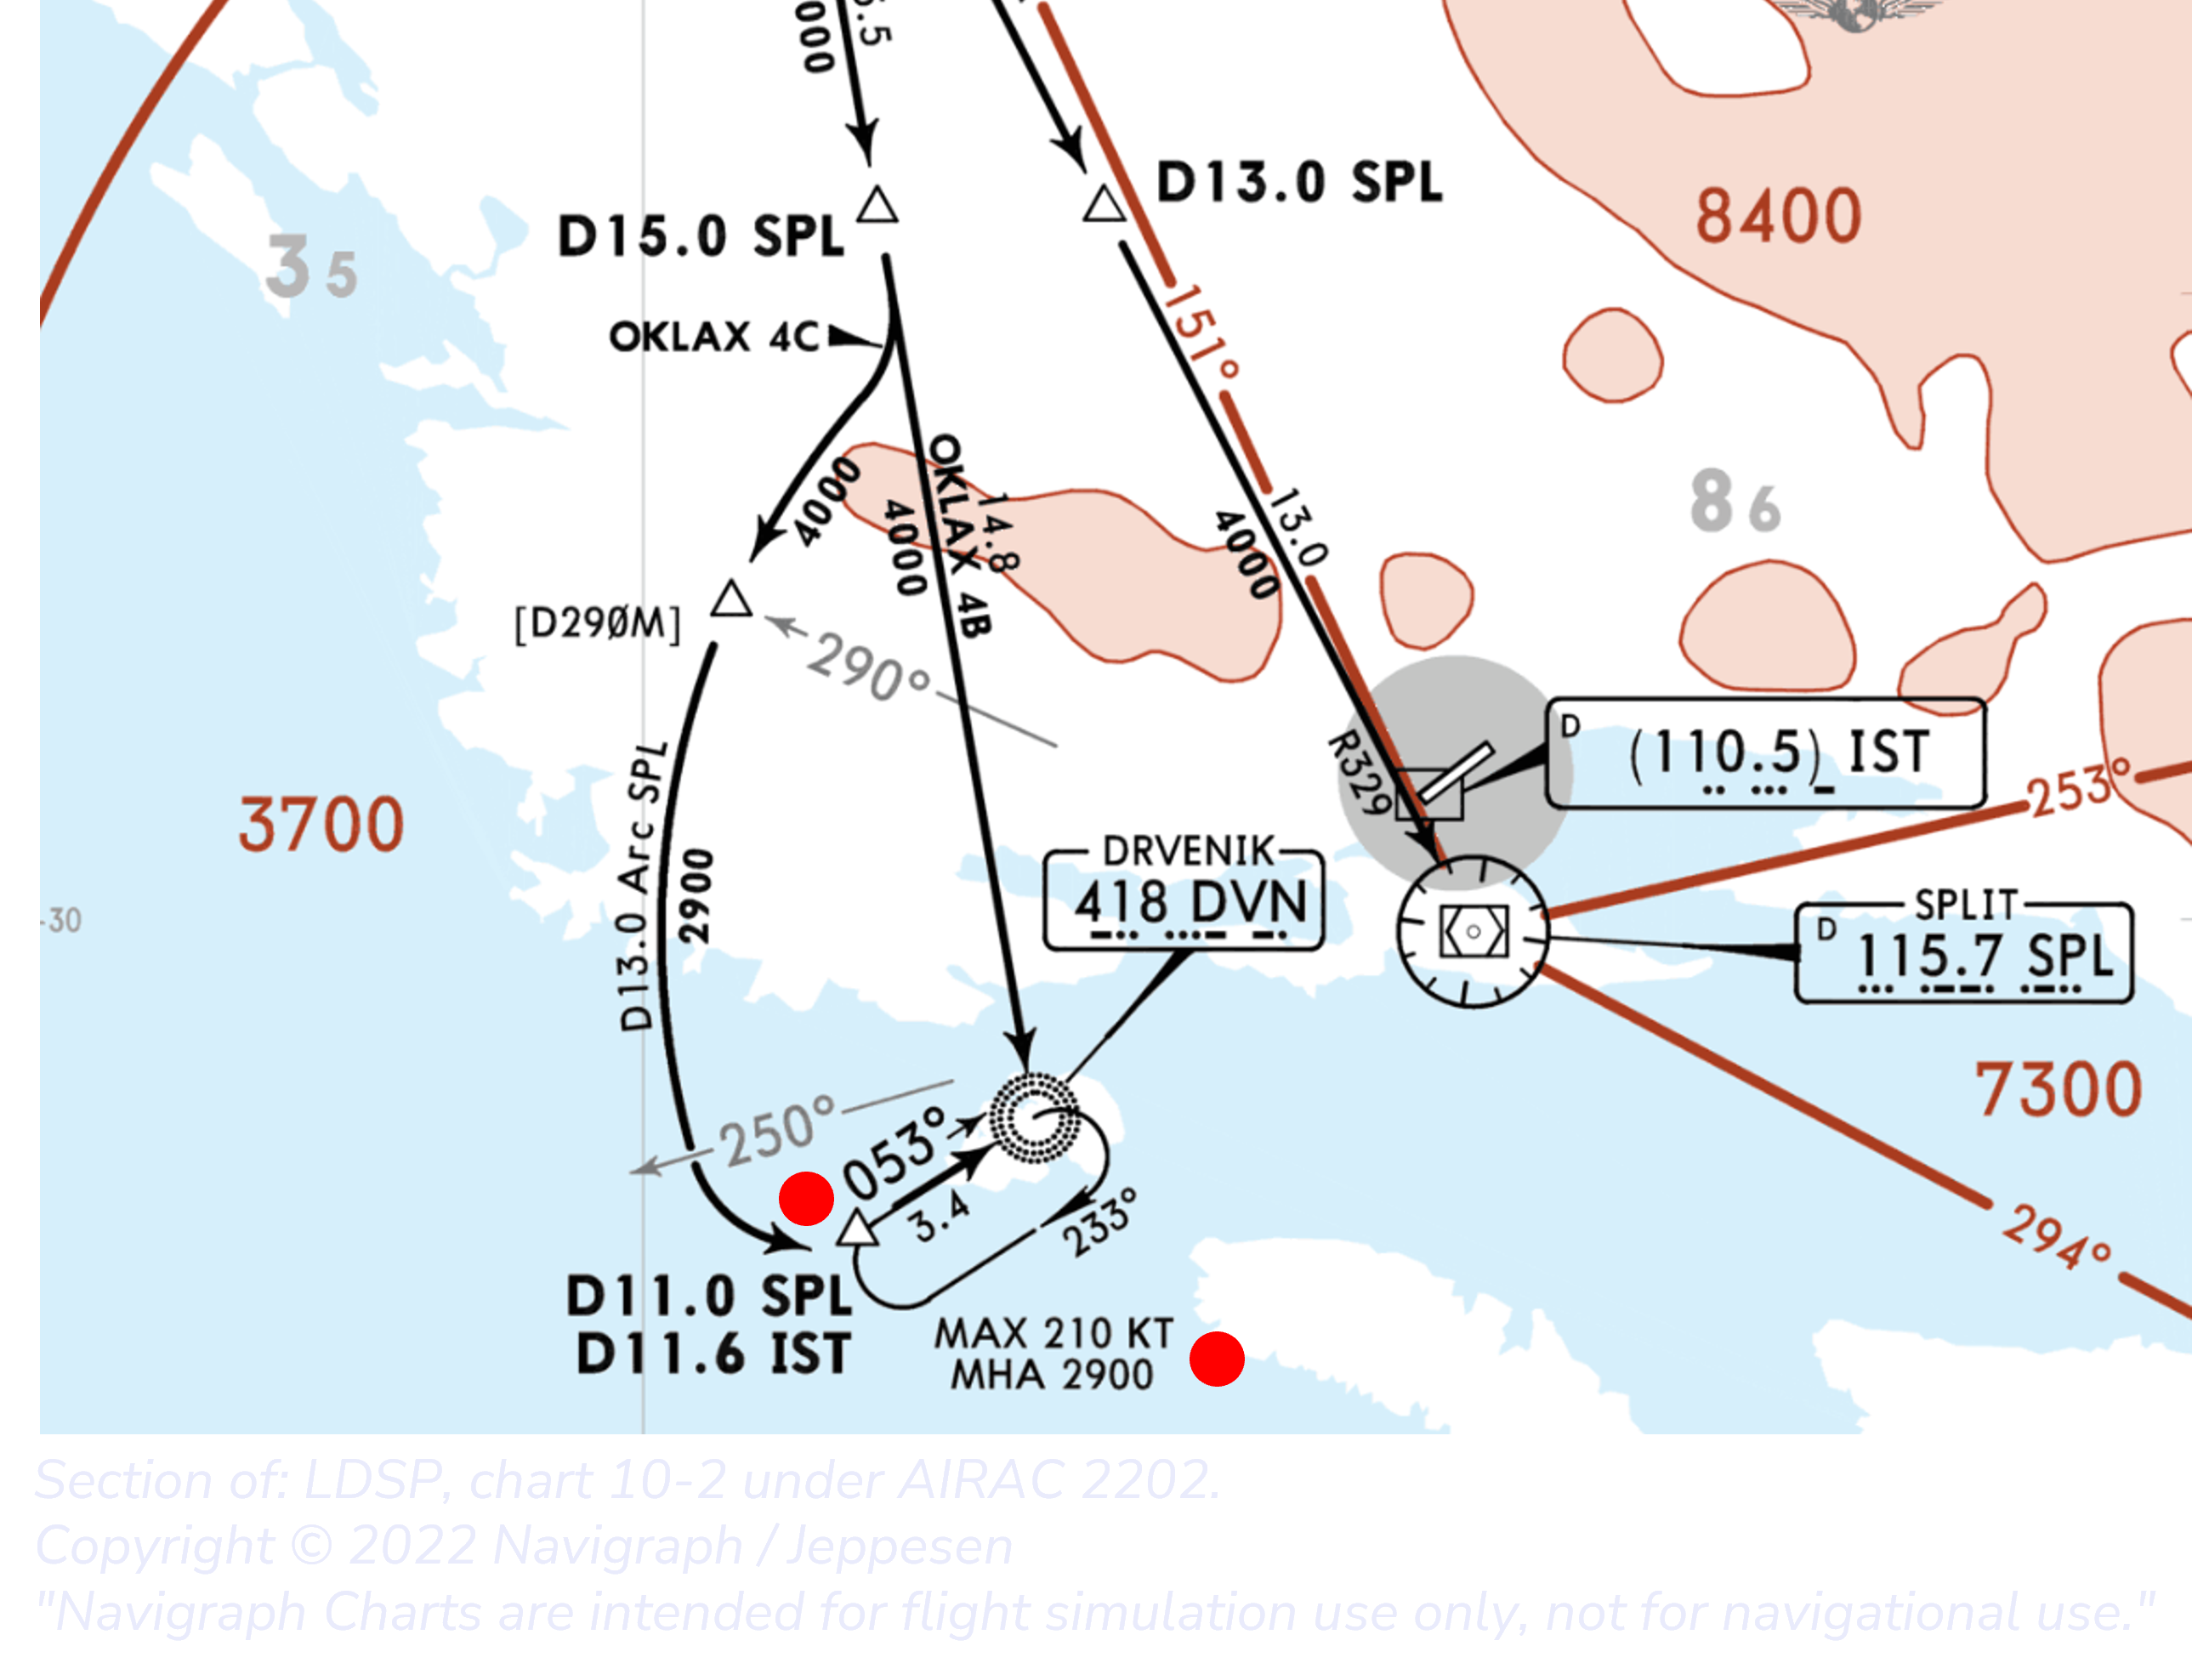 000
.5
D13.0 SPL
8400
D15.0 SPL
35
151°
OKLAX 4C
OKLAX 4B
14.8
4000
4000
13.0
4000
86
[D290M]
290°
R329
D
(110.5) IST
253°
D13.0 Arc SPL
2900
3700
DRVENIK
418 DVN
30
SPLIT
D
115.7 SPL
7300
250°
053°
3.4
233°
294°
D11.0 SPL
D11.6 IST
MAX 210 KT
MHA 2900
Section of: LDSP, chart 10-2 under AIRAC 2202.
Copyright © 2022 Navigraph / Jeppesen
"Navigraph Charts are intended for flight simulation use only, not for navigational use."